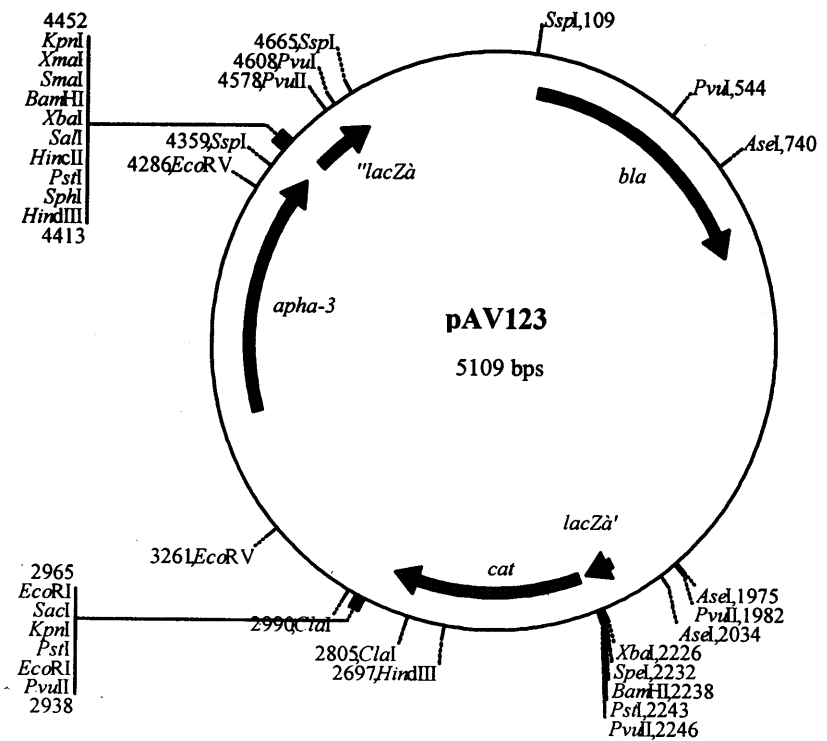 4452
KpnI
XmaI
SmaI
BamHI
XbaI
SalI
HincII
PstI
SphI
HindIII
4413
4665,SspI
4608,PvuI
4578,PvuII
4359,SspI
4286,EcoRV
SspI,109
PvuI,544
AseI,740
"lacZà
bla
apha-3
pAV123
5109 bps
lacZà'
cat
3261,EcoRV
2965
EcoRI
SacI
KpnI
PstI
EcoRI
PvuII
2938
2990,ClaI
2805,ClaI
2697,HindIII
AseI,1975
PvuII,1982
AseI,2034
XbaI,2226
SpeI,2232
BamHI,2238
PstI,2243
PvuII,2246